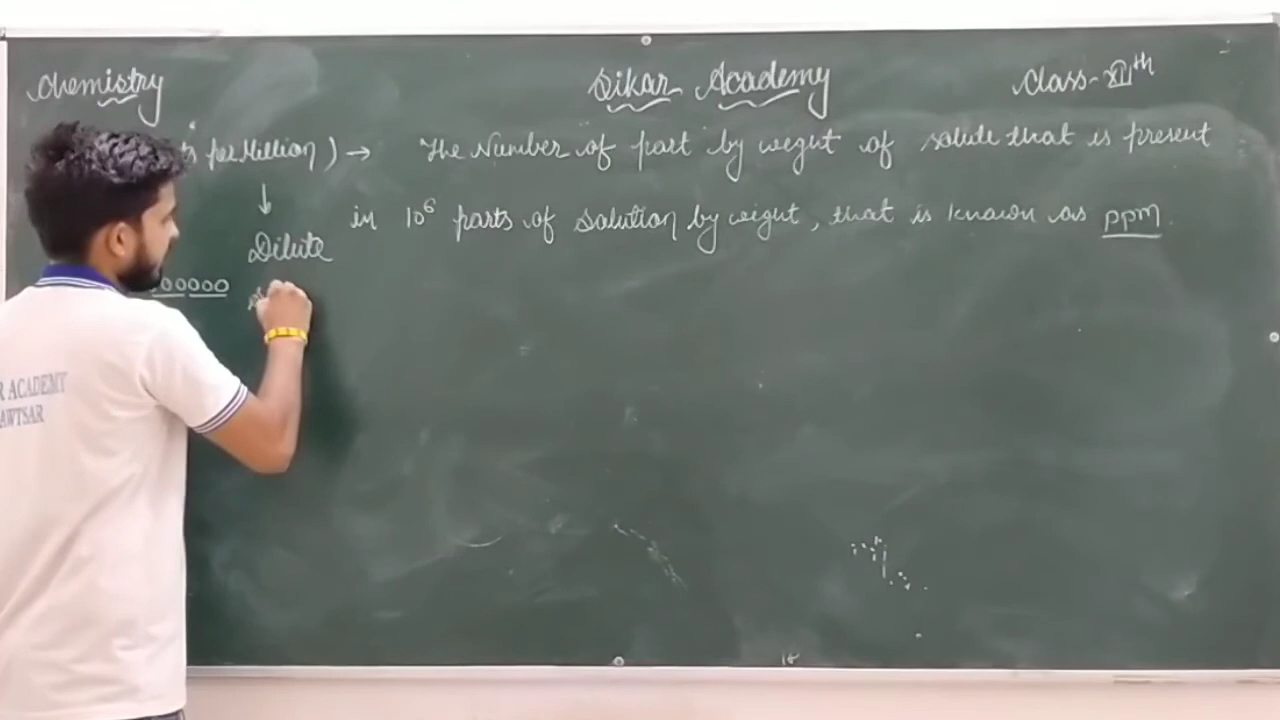 Chemistry Sikar Academy Class-XIIth
per Million) → The Number of part by weight of solute that is present
↓ in 10⁶ parts of solution by weight, that is known as ppm.
Dilute
00000
R ACADEMY
AWTSAR